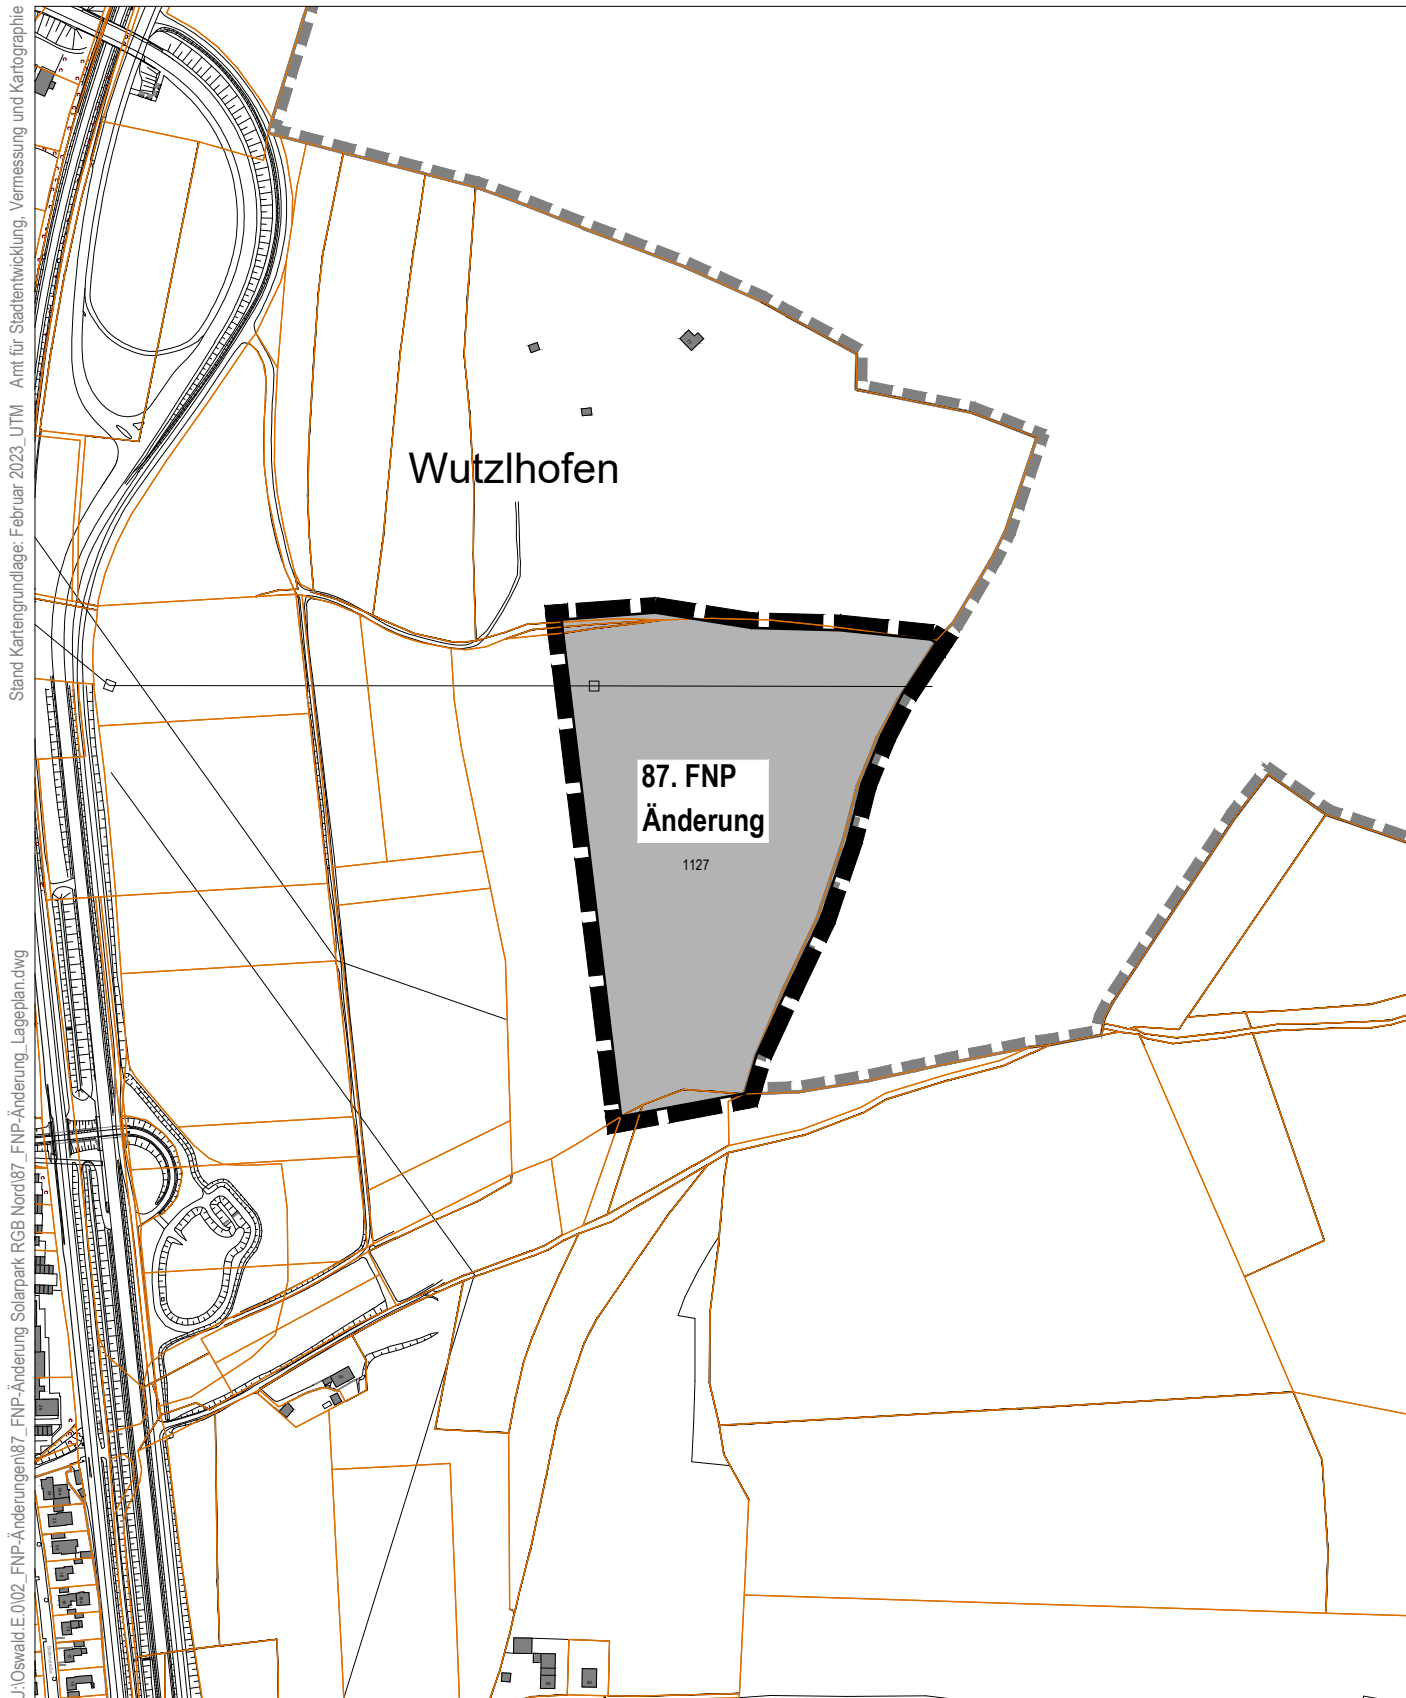 Stand Kartengrundlage: Februar 2023_UTM Amt für Stadtentwicklung, Vermessung und Kartographie
Wutzlhofen
87. FNP
Änderung
1127
J:\Oswald.E.0\02_FNP-Änderungen\87_FNP-Änderung Solarpark RGB Nord\87_FNP-Änderung_Lageplan.dwg